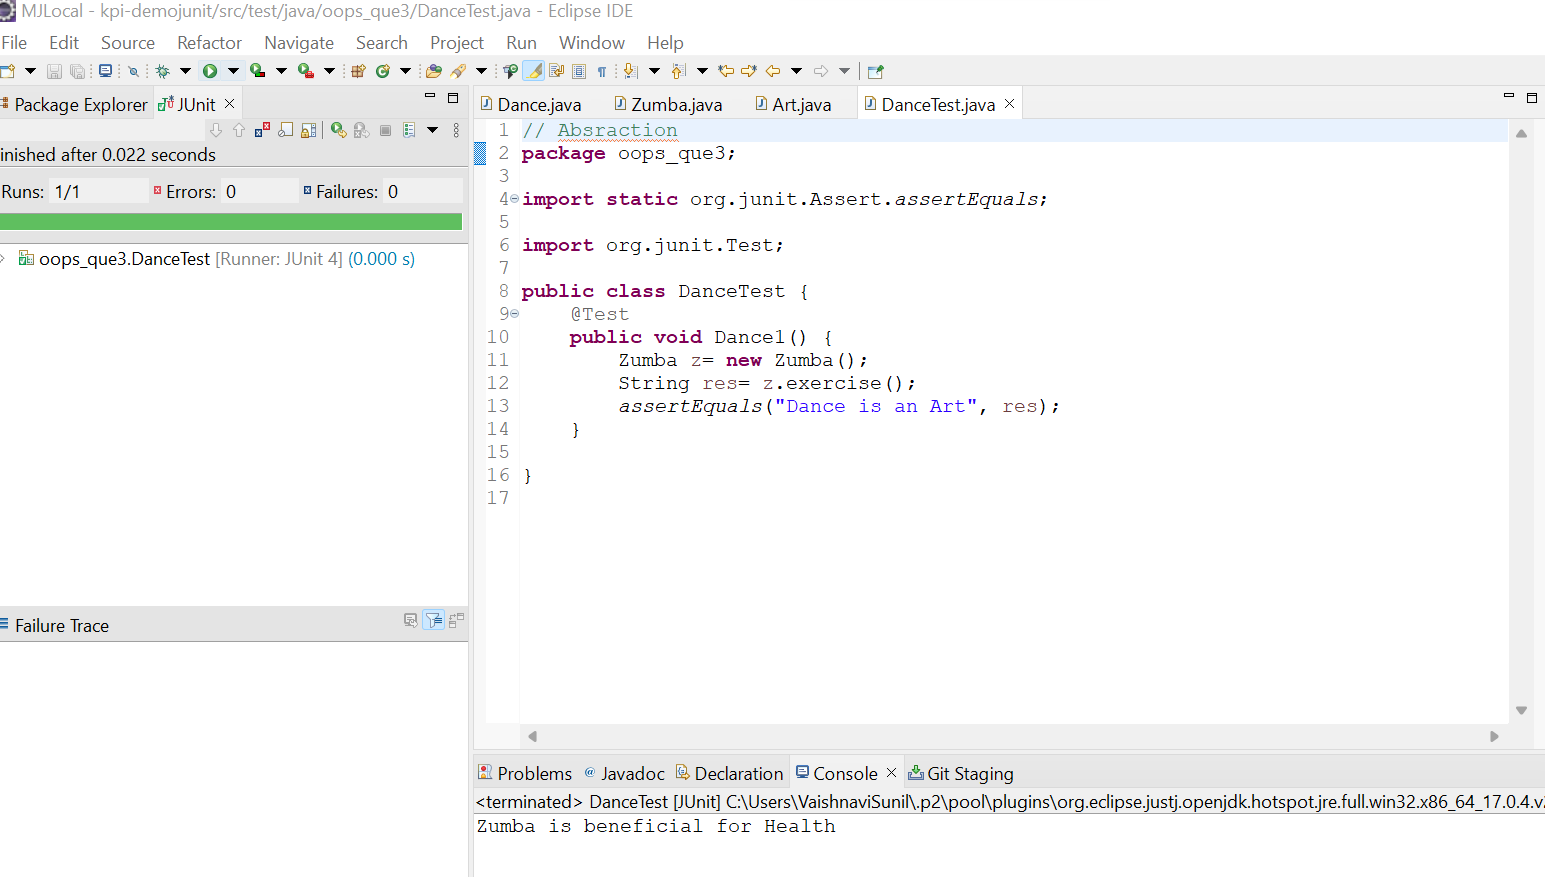 MJLocal - kpi-demojunit/src/test/java/oops_que3/DanceTest.java - Eclipse IDE
File Edit Source Refactor Navigate Search Project Run Window Help
Package Explorer JUnit
inished after 0.022 seconds
Runs: 1/1 Errors: 0 Failures: 0
oops_que3.DanceTest [Runner: JUnit 4] (0.000 s)
Failure Trace
Dance.java Zumba.java Art.java DanceTest.java
1 // Absraction
2 package oops_que3;
3
4 import static org.junit.Assert.assertEquals;
5
6 import org.junit.Test;
7
8 public class DanceTest {
9 @Test
10 public void Dance1() {
11 Zumba z= new Zumba();
12 String res= z.exercise();
13 assertEquals("Dance is an Art", res);
14 }
15
16 }
17
Problems Javadoc Declaration Console Git Staging
<terminated> DanceTest [JUnit] C:\Users\VaishnaviSunil\.p2\pool\plugins\org.eclipse.justj.openjdk.hotspot.jre.full.win32.x86_64_17.0.4.v
Zumba is beneficial for Health